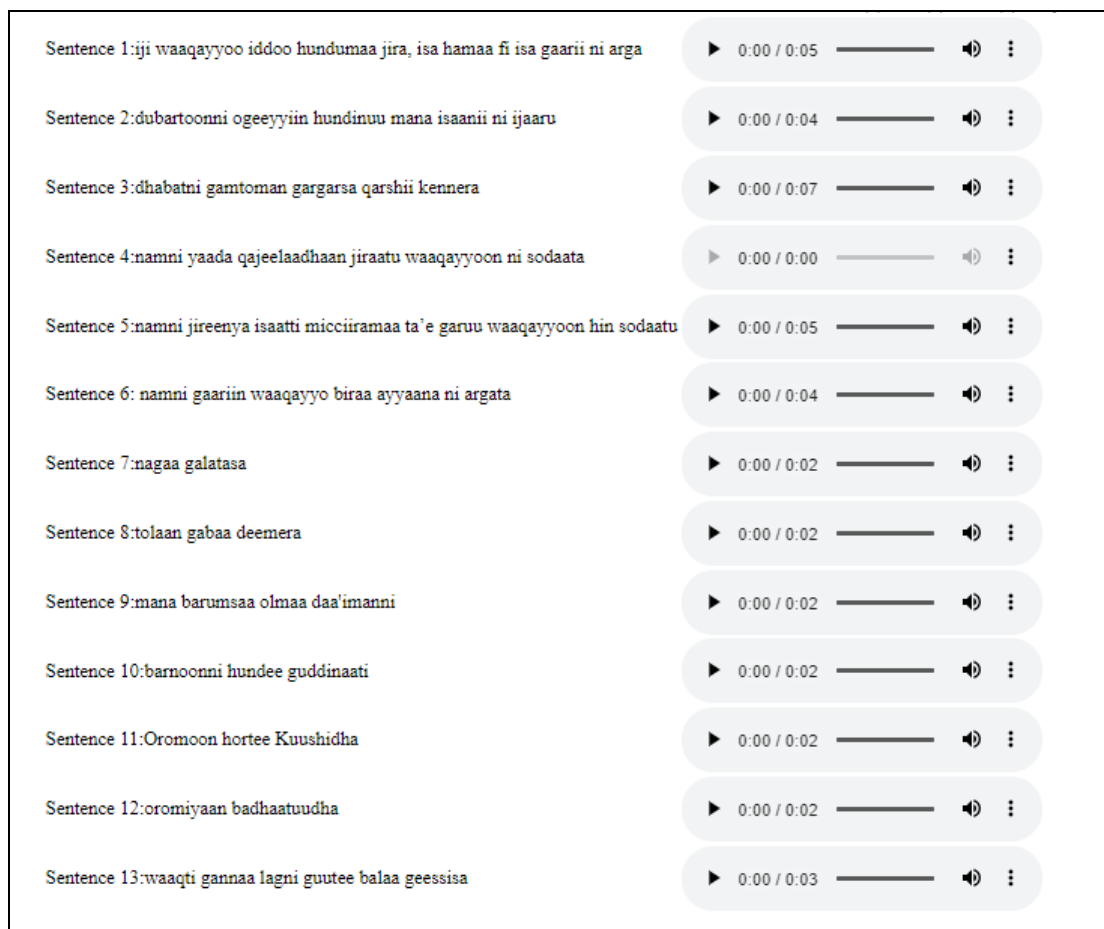 Sentence 1:iji waaqayyoo iddoo hundumaa jira, isa hamaa fi isa gaarii ni arga 0:00 / 0:05
Sentence 2:dubartoonni ogeeyyiin hundinuu mana isaanii ni ijaaru 0:00 / 0:04
Sentence 3:dhabatni gamtoman gargarsa qarshii kennera 0:00 / 0:07
Sentence 4:namni yaada qajeelaadhaan jiraatu waaqayyoon ni sodaata 0:00 / 0:00
Sentence 5:namni jireenya isaatti micciiramaa ta’e garuu waaqayyoon hin sodaatu 0:00 / 0:05
Sentence 6: namni gaariin waaqayyo biraa ayyaana ni argata 0:00 / 0:04
Sentence 7:nagaa galatasa 0:00 / 0:02
Sentence 8:tolaan gabaa deemera 0:00 / 0:02
Sentence 9:mana barumsaa olmaa daa'imanni 0:00 / 0:02
Sentence 10:barnoonni hundee guddinaati 0:00 / 0:02
Sentence 11:Oromoon hortee Kuushidha 0:00 / 0:02
Sentence 12:oromiyaan badhaatuudha 0:00 / 0:02
Sentence 13:waaqti gannaa lagni guutee balaa geessisa 0:00 / 0:03